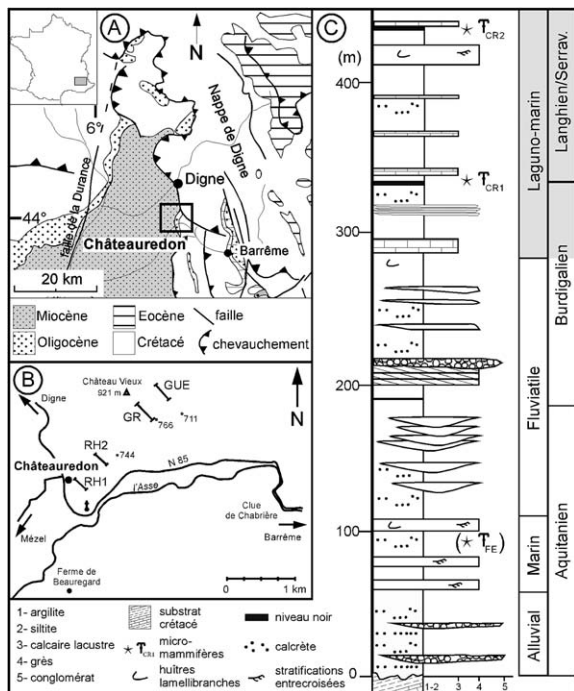 A
N
6°
44°
faille de la Durance
Nappe de Digne
Digne
Châteauredon
Barrême
20 km
Miocène
Eocène
faille
Oligocène
Crétacé
chevauchement
B
Digne
Château Vieux
921 m
GUE
GR
766
711
N
RH2
744
Châteauredon
RH1
N 85
l'Asse
Clue
de Chabrière
Barrême
Mézel
Ferme de
Beauregard
0
1 km
1- argilite
2- siltite
3- calcaire lacustre
4- grès
5- conglomérat
substrat
crétacé
niveau noir
micro-
mammifères
calcrète
huîtres
lamellibranches
stratifications
entrecroisées
C
(m)
400
300
200
100
0
CR2
CR1
FE
1-2
3
4
5
Laguno-marin
Fluviatile
Marin
Alluvial
Langhien/Serrav.
Burdigalien
Aquitanien